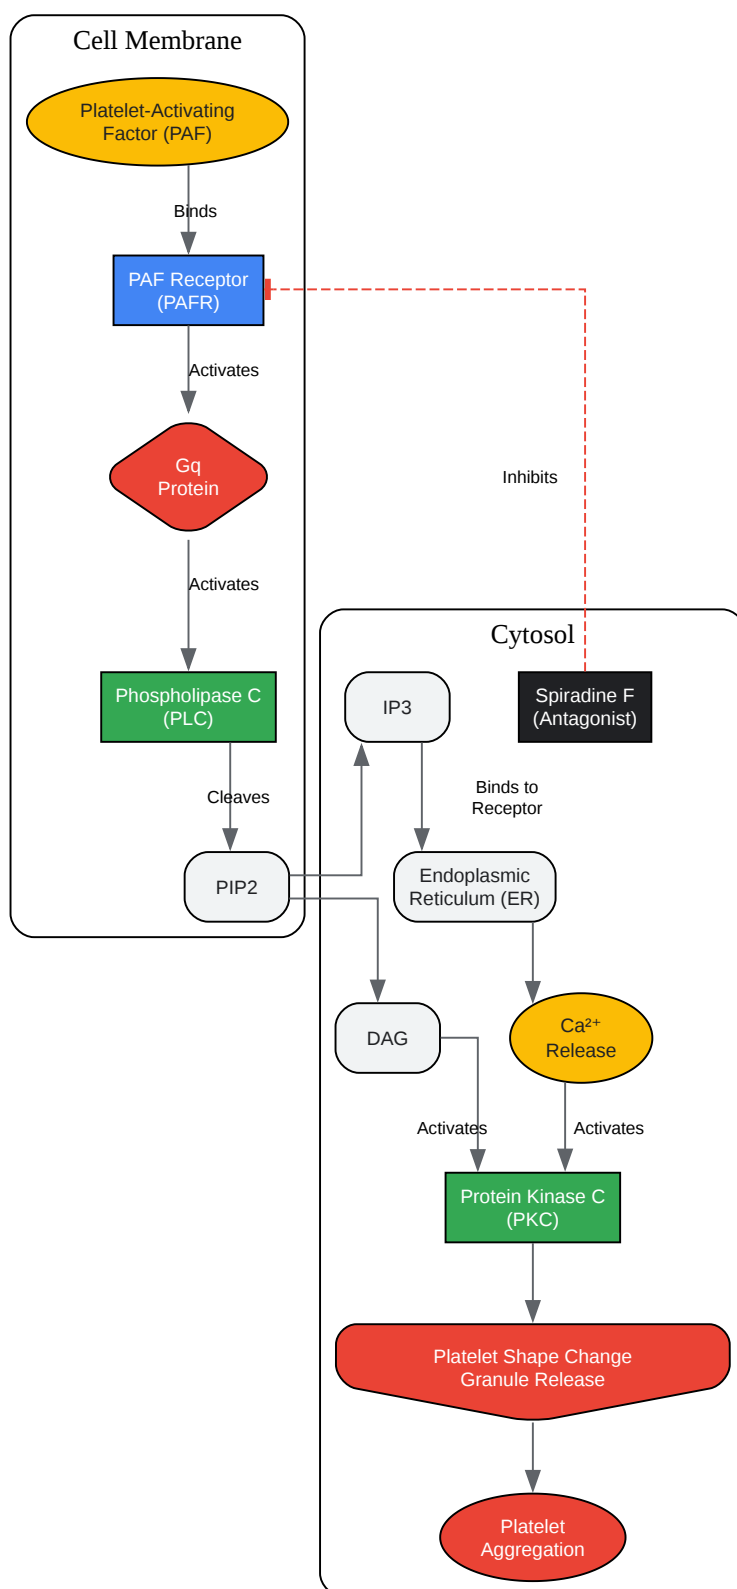 Cell Membrane
Platelet-Activating
Factor (PAF)
Binds
PAF Receptor
(PAFR)
Activates
Gq
Protein
Inhibits
Activates
Cytosol
Phospholipase C
(PLC)
IP3
Spiradine F
(Antagonist)
Cleaves
Binds to
Receptor
PIP2
Endoplasmic
Reticulum (ER)
DAG
Ca²⁺
Release
Activates
Activates
Protein Kinase C
(PKC)
Platelet Shape Change
Granule Release
Platelet
Aggregation